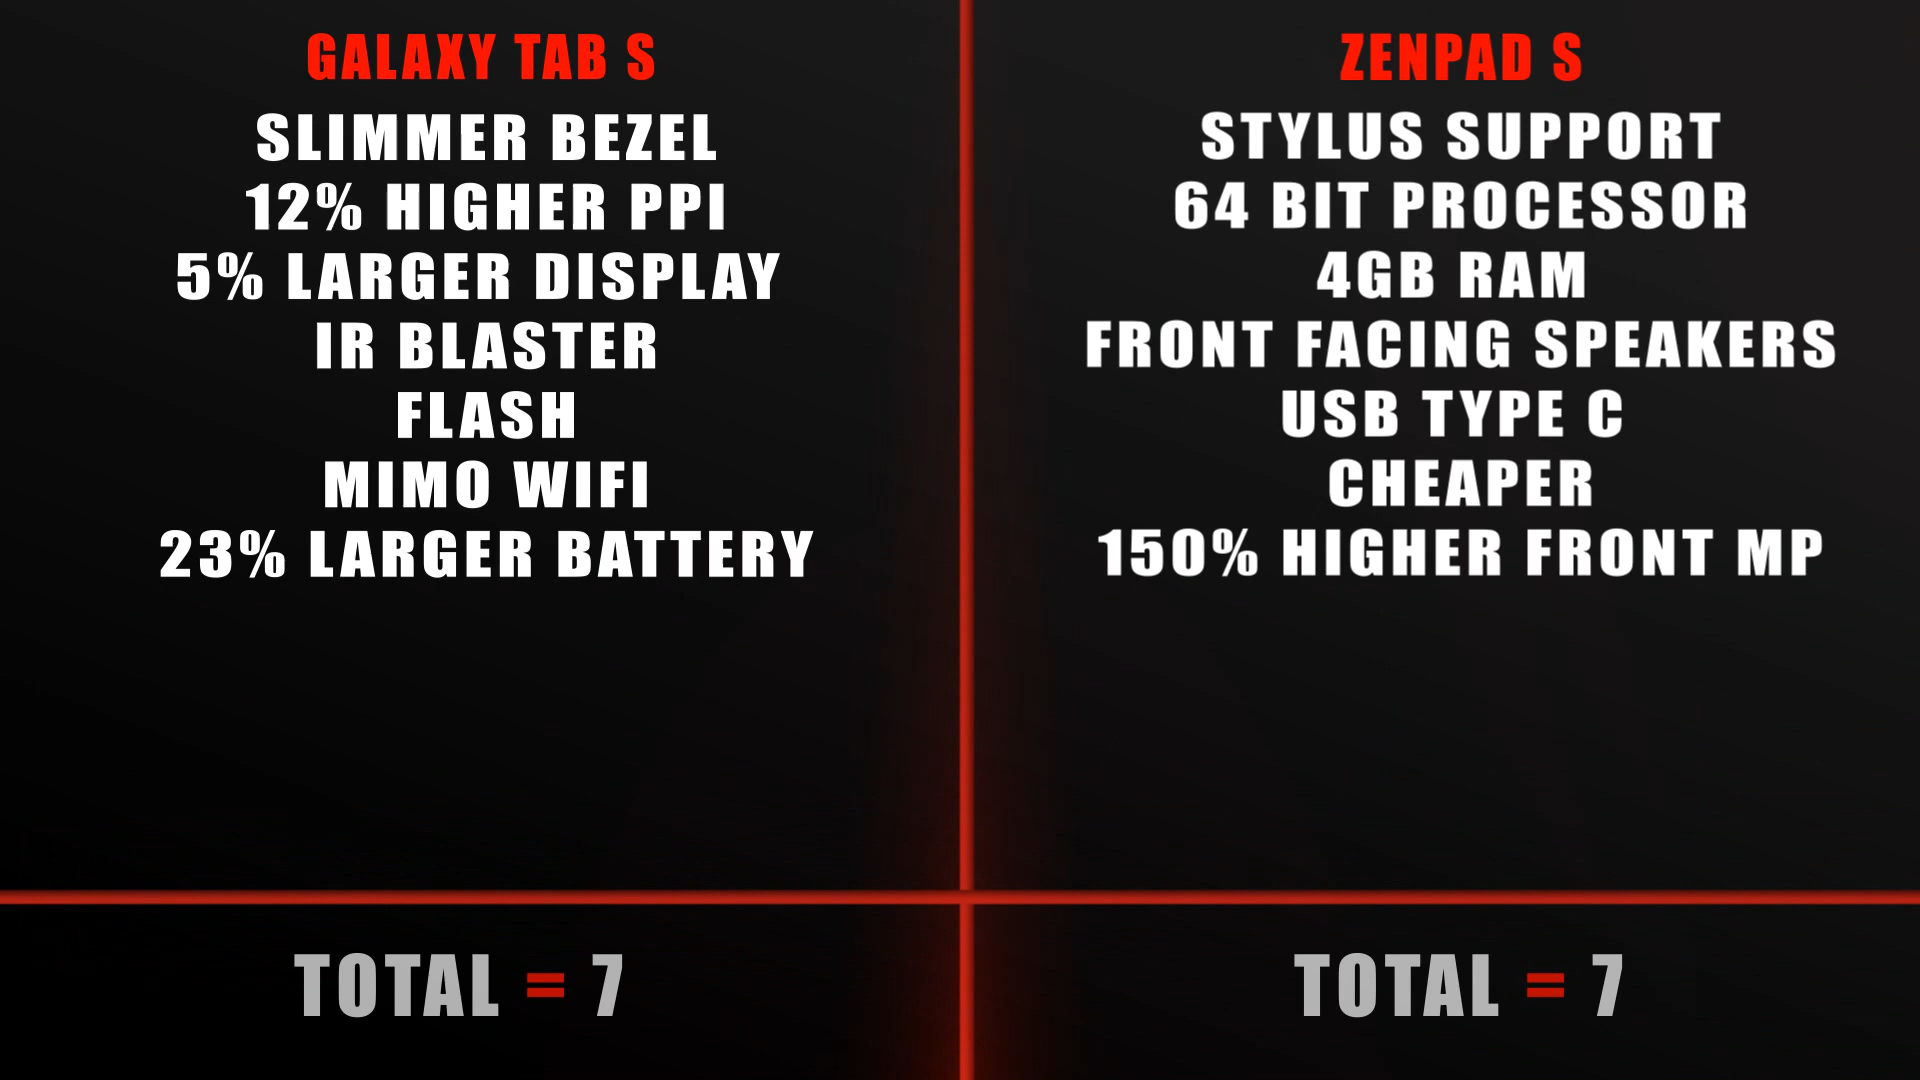 GALAXY TAB S
SLIMMER BEZEL
12% HIGHER PPI
5% LARGER DISPLAY
IR BLASTER
FLASH
MIMO WIFI
23% LARGER BATTERY
TOTAL = 7
ZENPAD S
STYLUS SUPPORT
64 BIT PROCESSOR
4GB RAM
FRONT FACING SPEAKERS
USB TYPE C
CHEAPER
150% HIGHER FRONT MP
TOTAL = 7